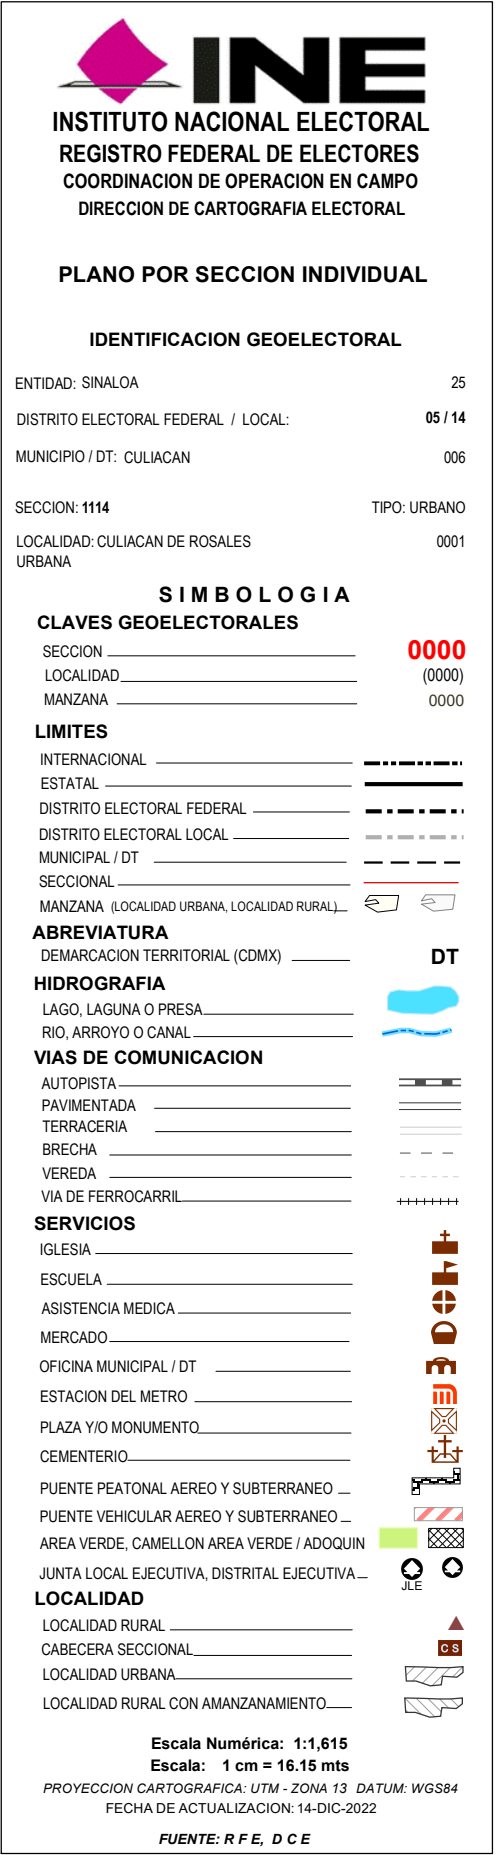 INE
INSTITUTO NACIONAL ELECTORAL
REGISTRO FEDERAL DE ELECTORES
COORDINACION DE OPERACION EN CAMPO
DIRECCION DE CARTOGRAFIA ELECTORAL
PLANO POR SECCION INDIVIDUAL
IDENTIFICACION GEOELECTORAL
ENTIDAD: SINALOA 25
DISTRITO ELECTORAL FEDERAL / LOCAL: 05 / 14
MUNICIPIO / DT: CULIACAN 006
SECCION: 1114 TIPO: URBANO
LOCALIDAD: CULIACAN DE ROSALES 0001
URBANA
SIMBOLOGIA
CLAVES GEOELECTORALES
SECCION 0000
LOCALIDAD (0000)
MANZANA 0000
LIMITES
INTERNACIONAL
ESTATAL
DISTRITO ELECTORAL FEDERAL
DISTRITO ELECTORAL LOCAL
MUNICIPAL / DT
SECCIONAL
MANZANA (LOCALIDAD URBANA, LOCALIDAD RURAL)
ABREVIATURA
DEMARCACION TERRITORIAL (CDMX) DT
HIDROGRAFIA
LAGO, LAGUNA O PRESA
RIO, ARROYO O CANAL
VIAS DE COMUNICACION
AUTOPISTA
PAVIMENTADA
TERRACERIA
BRECHA
VEREDA
VIA DE FERROCARRIL
SERVICIOS
IGLESIA
ESCUELA
ASISTENCIA MEDICA
MERCADO
OFICINA MUNICIPAL / DT
ESTACION DEL METRO
PLAZA Y/O MONUMENTO
CEMENTERIO
PUENTE PEATONAL AEREO Y SUBTERRANEO
PUENTE VEHICULAR AEREO Y SUBTERRANEO
AREA VERDE, CAMELLON AREA VERDE / ADOQUIN
JUNTA LOCAL EJECUTIVA, DISTRITAL EJECUTIVA JLE
LOCALIDAD
LOCALIDAD RURAL
CABECERA SECCIONAL CS
LOCALIDAD URBANA
LOCALIDAD RURAL CON AMANZANAMIENTO
Escala Numérica: 1:1,615
Escala: 1 cm = 16.15 mts
PROYECCION CARTOGRAFICA: UTM - ZONA 13 DATUM: WGS84
FECHA DE ACTUALIZACION: 14-DIC-2022
FUENTE: R F E, D C E